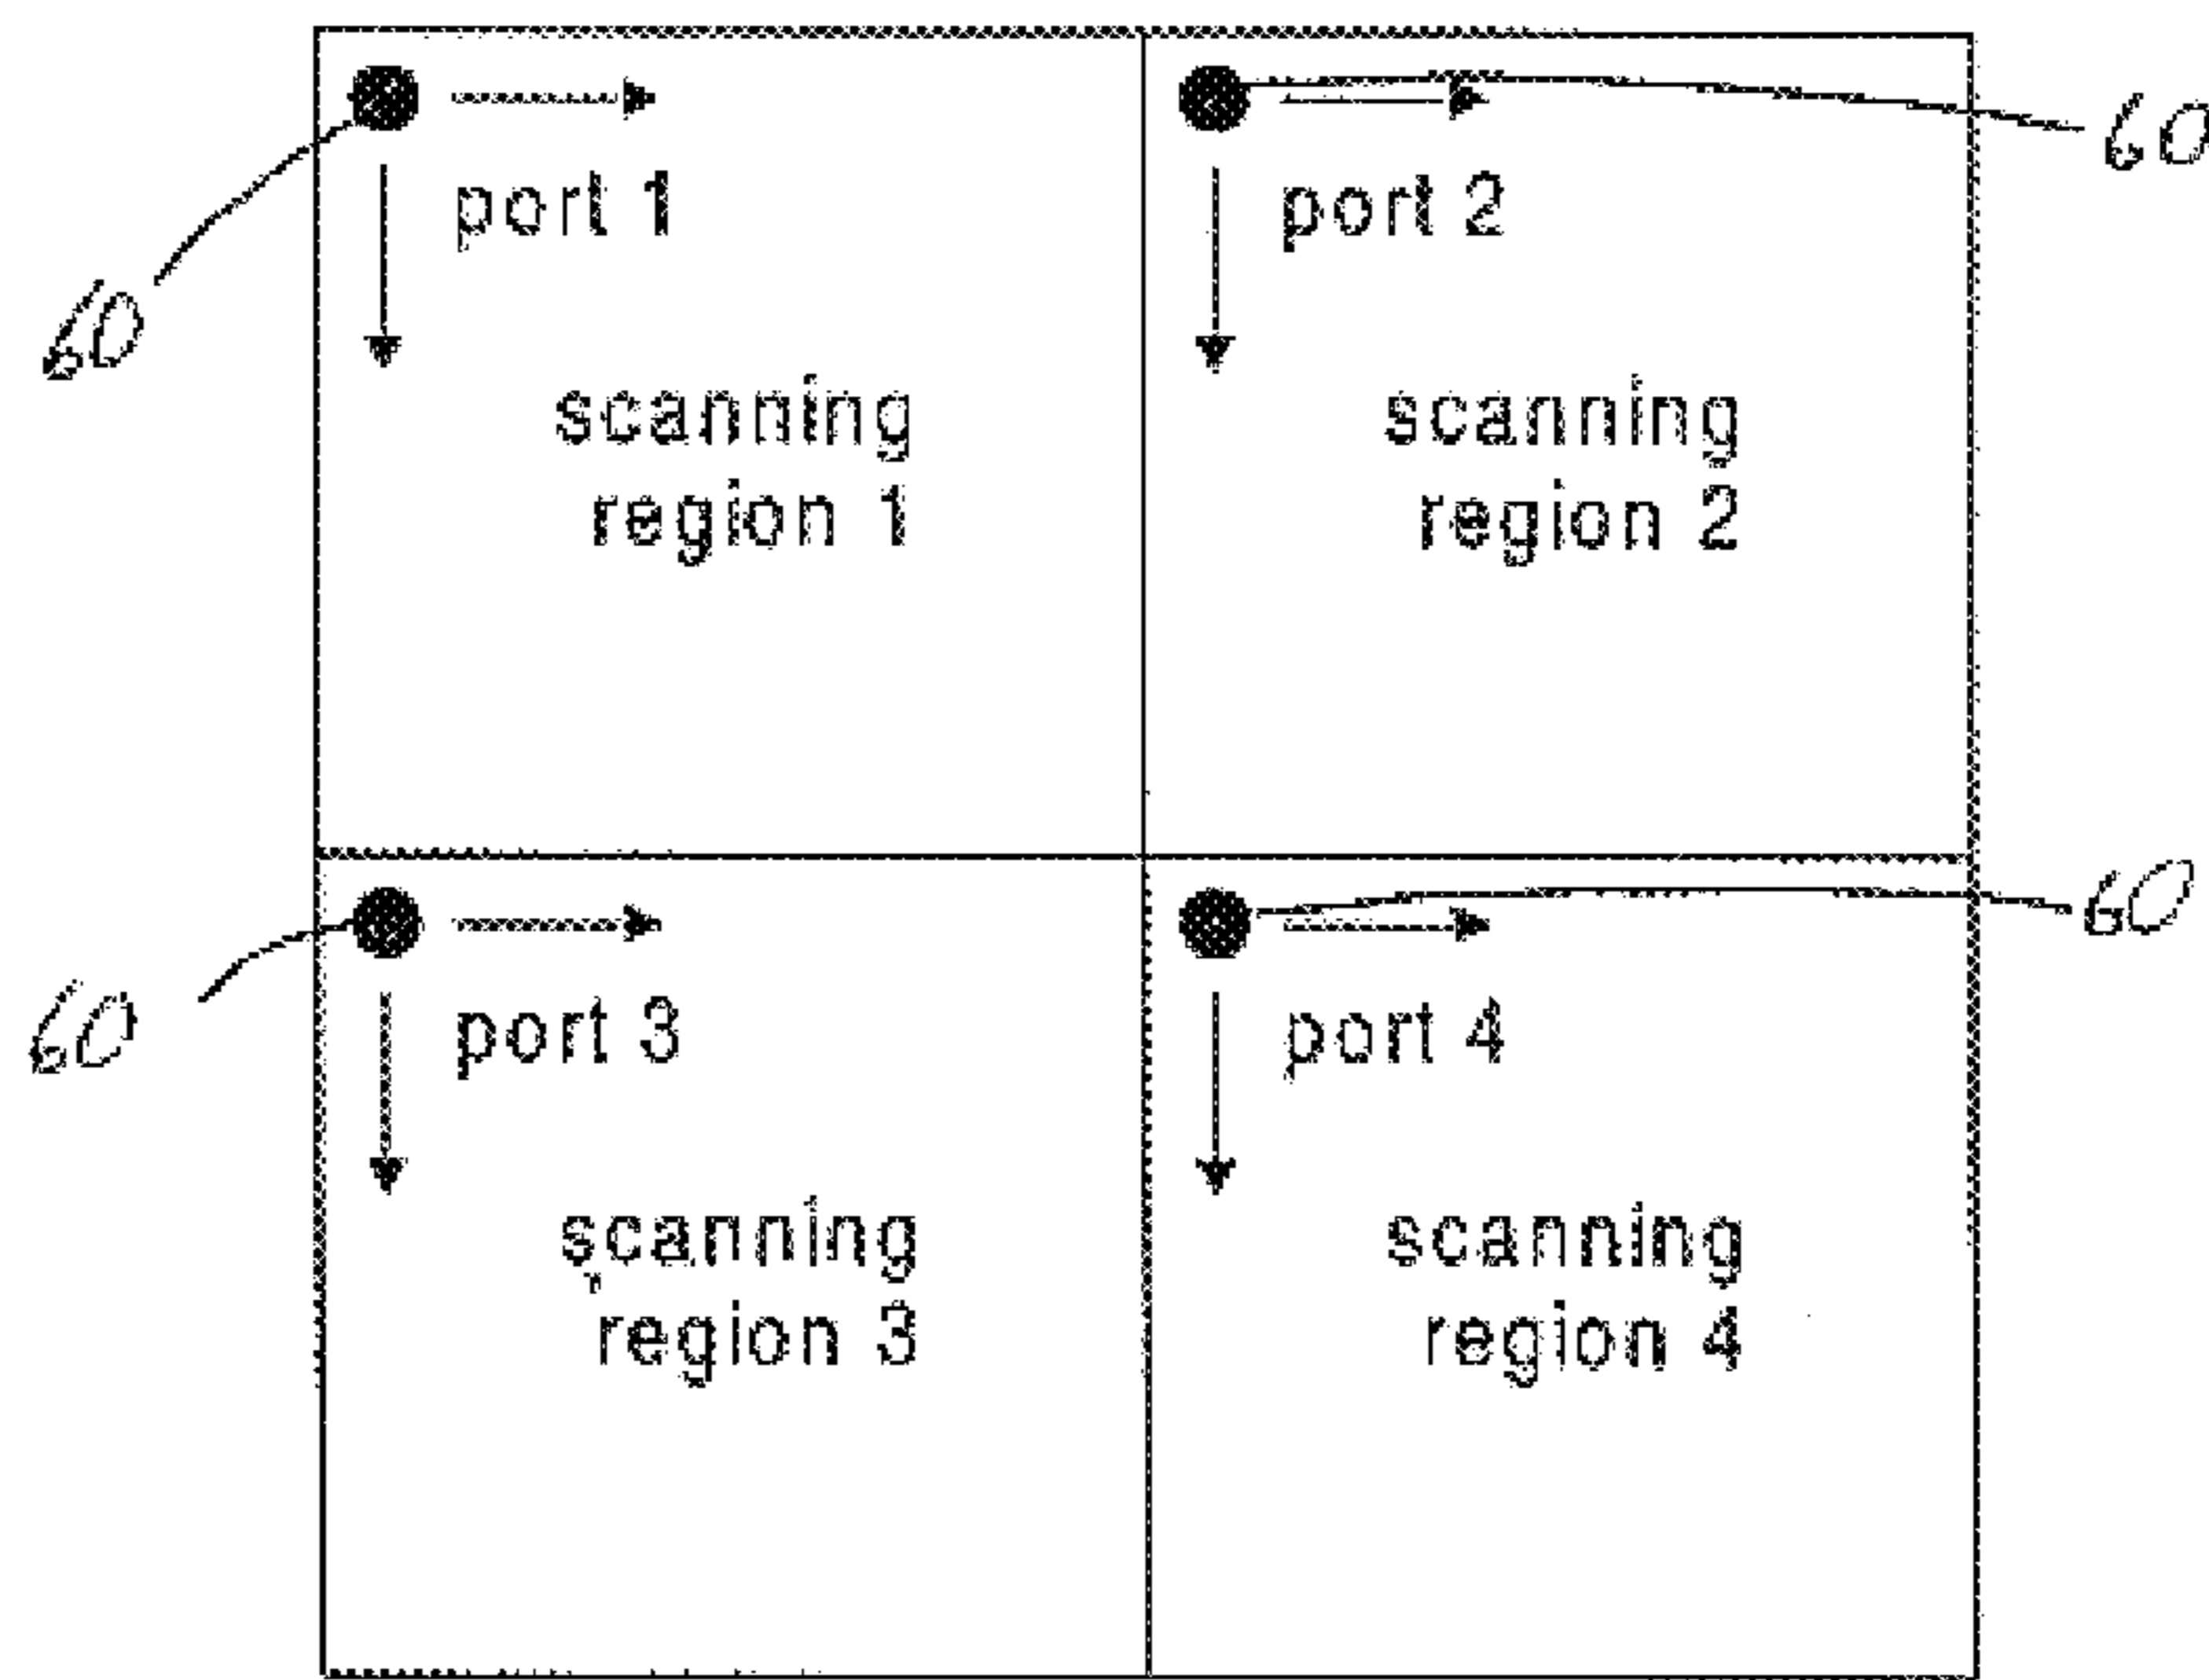 60
port 1
port 2
60
scanning
region 1
scanning
region 2
60
port 3
port 4
60
scanning
region 3
scanning
region 4